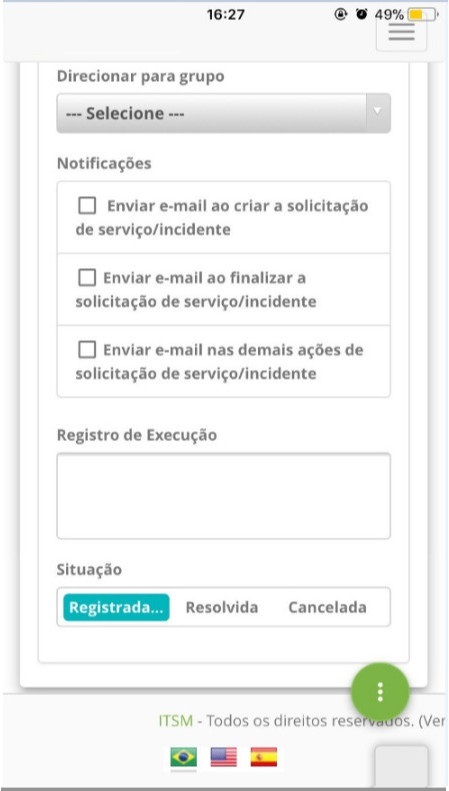 16:27
49%
Direcionar para grupo
--- Selecione ---
Notificações
Enviar e-mail ao criar a solicitação
de serviço/incidente
Enviar e-mail ao finalizar a
solicitação de serviço/incidente
Enviar e-mail nas demais ações de
solicitação de serviço/incidente
Registro de Execução
Situação
Registrada... Resolvida Cancelada
ITSM - Todos os direitos reservados. (Ver